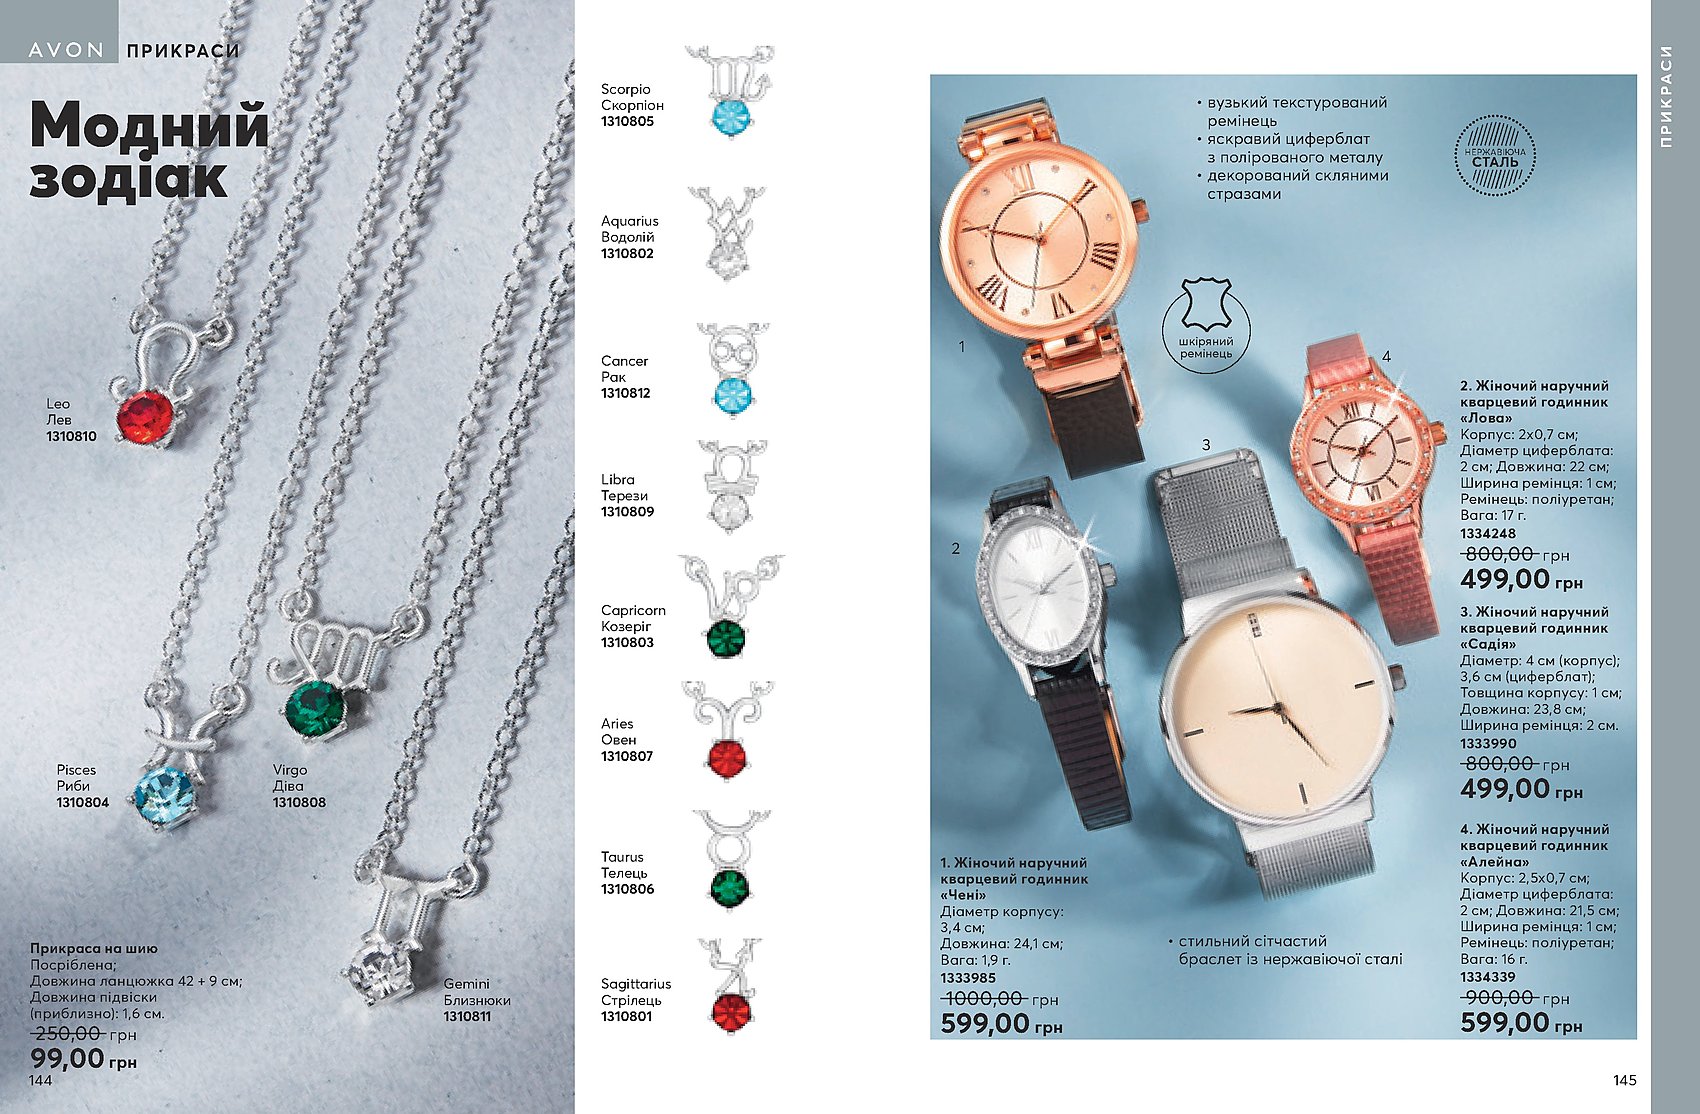 AVON ПРИКРАСИ
Модний
зодіак
Leo
Лев
1310810
Pisces
Риби
1310804
Virgo
Діва
1310808
Gemini
Близнюки
1310811
Прикраса на шию
Посріблена;
Довжина ланцюжка 42 + 9 см;
Довжина підвіски
(приблизно): 1,6 см.
250,00 грн
99,00 грн
144
Scorpio
Скорпіон
1310805
Aquarius
Водолій
1310802
Cancer
Рак
1310812
Libra
Терези
1310809
Capricorn
Козеріг
1310803
Aries
Овен
1310807
Taurus
Телець
1310806
Sagittarius
Стрілець
1310801
• вузький текстурований
ремінець
• яскравий циферблат
з полірованого металу
• декорований скляними
стразами
НЕРЖАВІЮЧА
СТАЛЬ
шкіряний
ремінець
1
2
3
4
1. Жіночий наручний
кварцевий годинник
«Чені»
Діаметр корпусу:
3,4 см;
Довжина: 24,1 см;
Вага: 1,9 г.
1333985
1000,00 грн
599,00 грн
• стильний сітчастий
браслет із нержавіючої сталі
2. Жіночий наручний
кварцевий годинник
«Лова»
Корпус: 2х0,7 см;
Діаметр циферблата:
2 см; Довжина: 22 см;
Ширина ремінця: 1 см;
Ремінець: поліуретан;
Вага: 17 г.
1334248
800,00 грн
499,00 грн
3. Жіночий наручний
кварцевий годинник
«Садія»
Діаметр: 4 см (корпус);
3,6 см (циферблат);
Товщина корпусу: 1 см;
Довжина: 23,8 см;
Ширина ремінця: 2 см.
1333990
800,00 грн
499,00 грн
4. Жіночий наручний
кварцевий годинник
«Алейна»
Корпус: 2,5х0,7 см;
Діаметр циферблата:
2 см; Довжина: 21,5 см;
Ширина ремінця: 1 см;
Ремінець: поліуретан;
Вага: 16 г.
1334339
900,00 грн
599,00 грн
145
ПРИКРАСИ